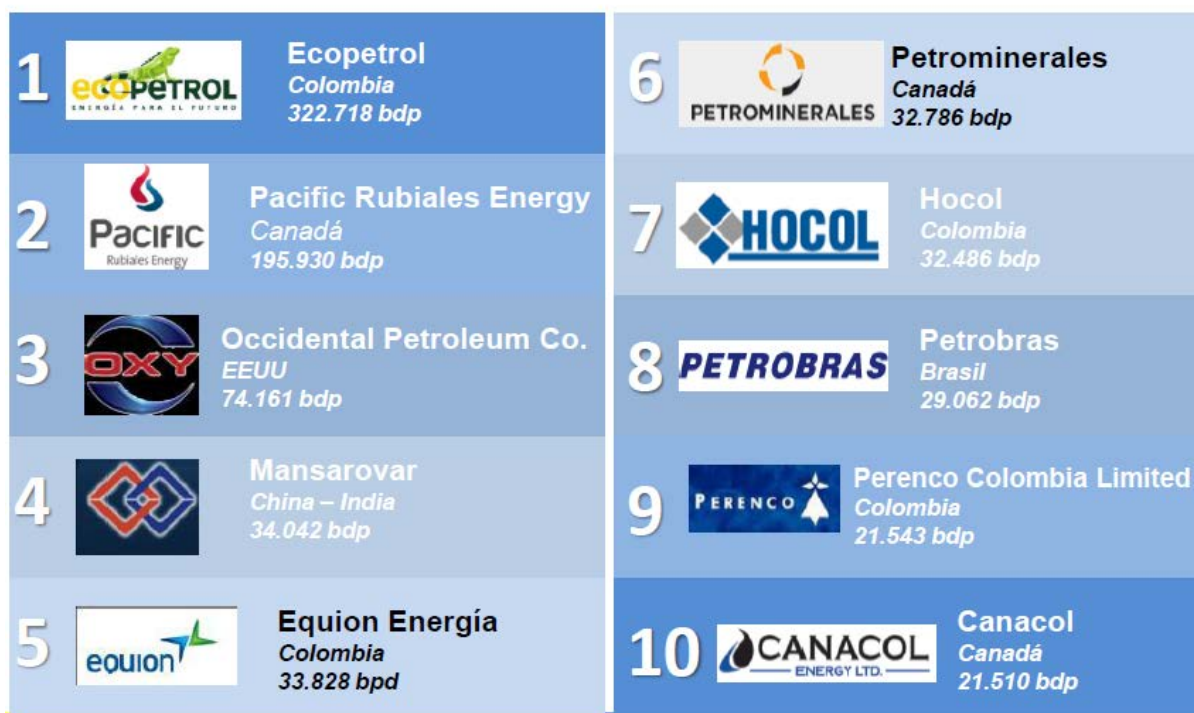 1
ecoPETROL
ENERGÍA PARA EL FUTURO
Ecopetrol
Colombia
322.718 bdp
2
Pacific
Rubiales Energy
Pacific Rubiales Energy
Canadá
195.930 bdp
3
OXY
Occidental Petroleum Co.
EEUU
74.161 bdp
4
Mansarovar
China – India
34.042 bdp
5
equion
Equion Energía
Colombia
33.828 bpd
6
PETROMINERALES
Petrominerales
Canadá
32.786 bdp
7
HOCOL
Hocol
Colombia
32.486 bdp
8
PETROBRAS
Petrobras
Brasil
29.062 bdp
9
PERENCO
Perenco Colombia Limited
Colombia
21.543 bdp
10
CANACOL
ENERGY LTD.
Canacol
Canadá
21.510 bdp